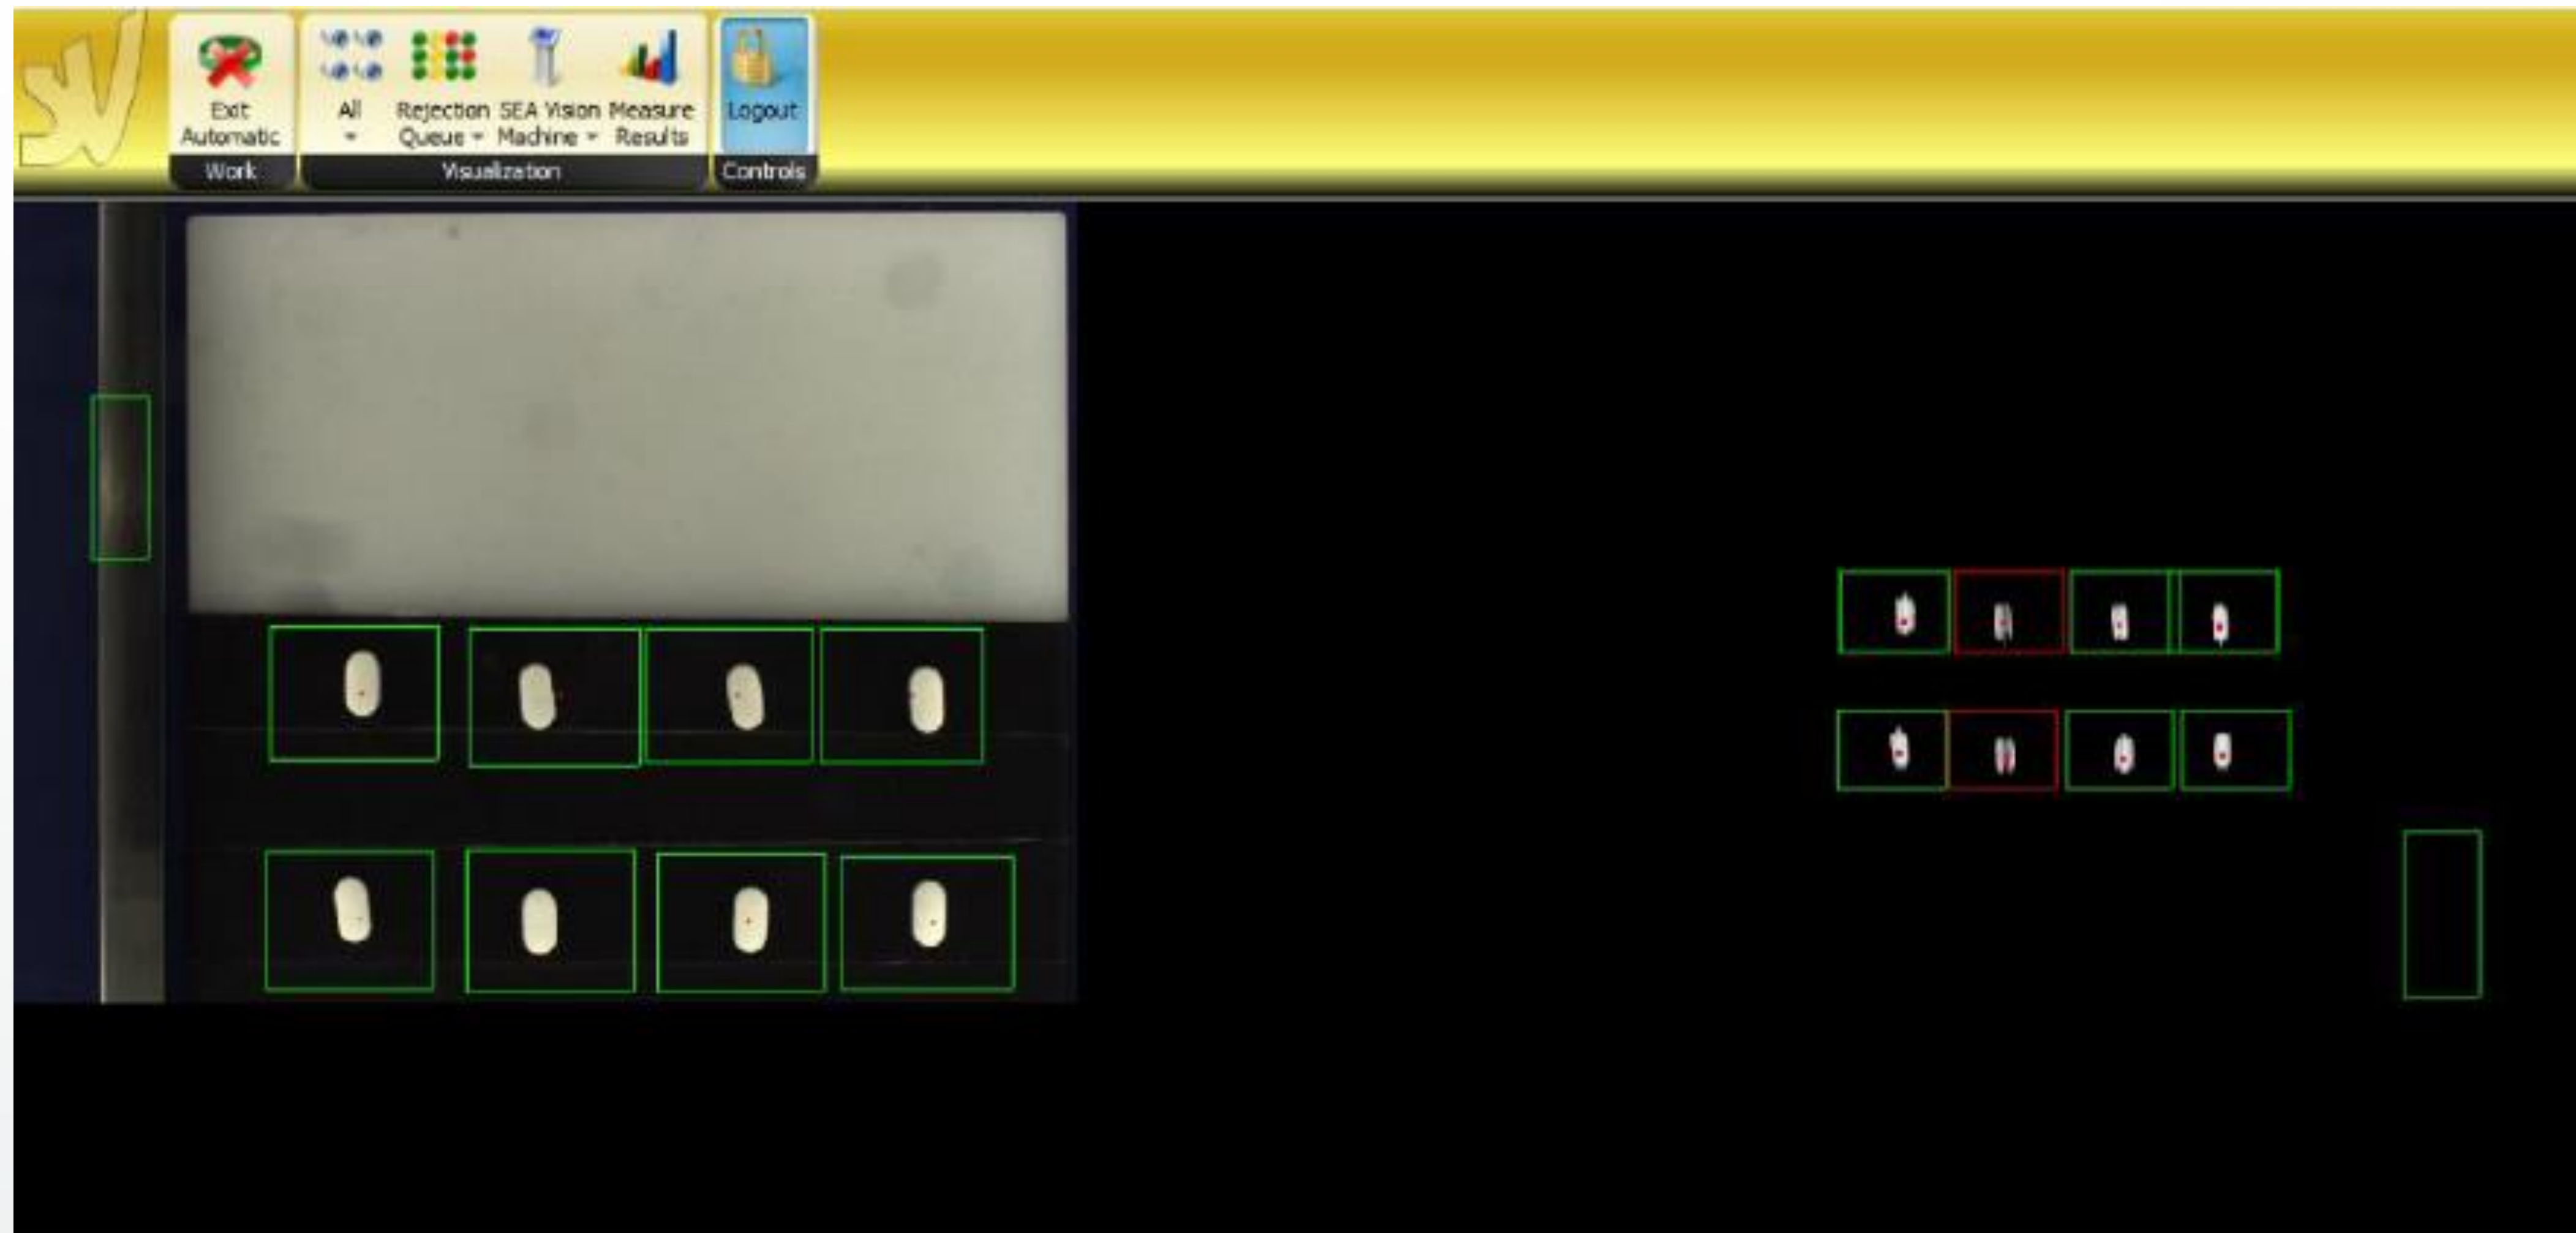 Exit
Automatic
Work
All
Rejection
Queue
SEA Vision
Machine
Measure
Results
Visualization
Logout
Controls